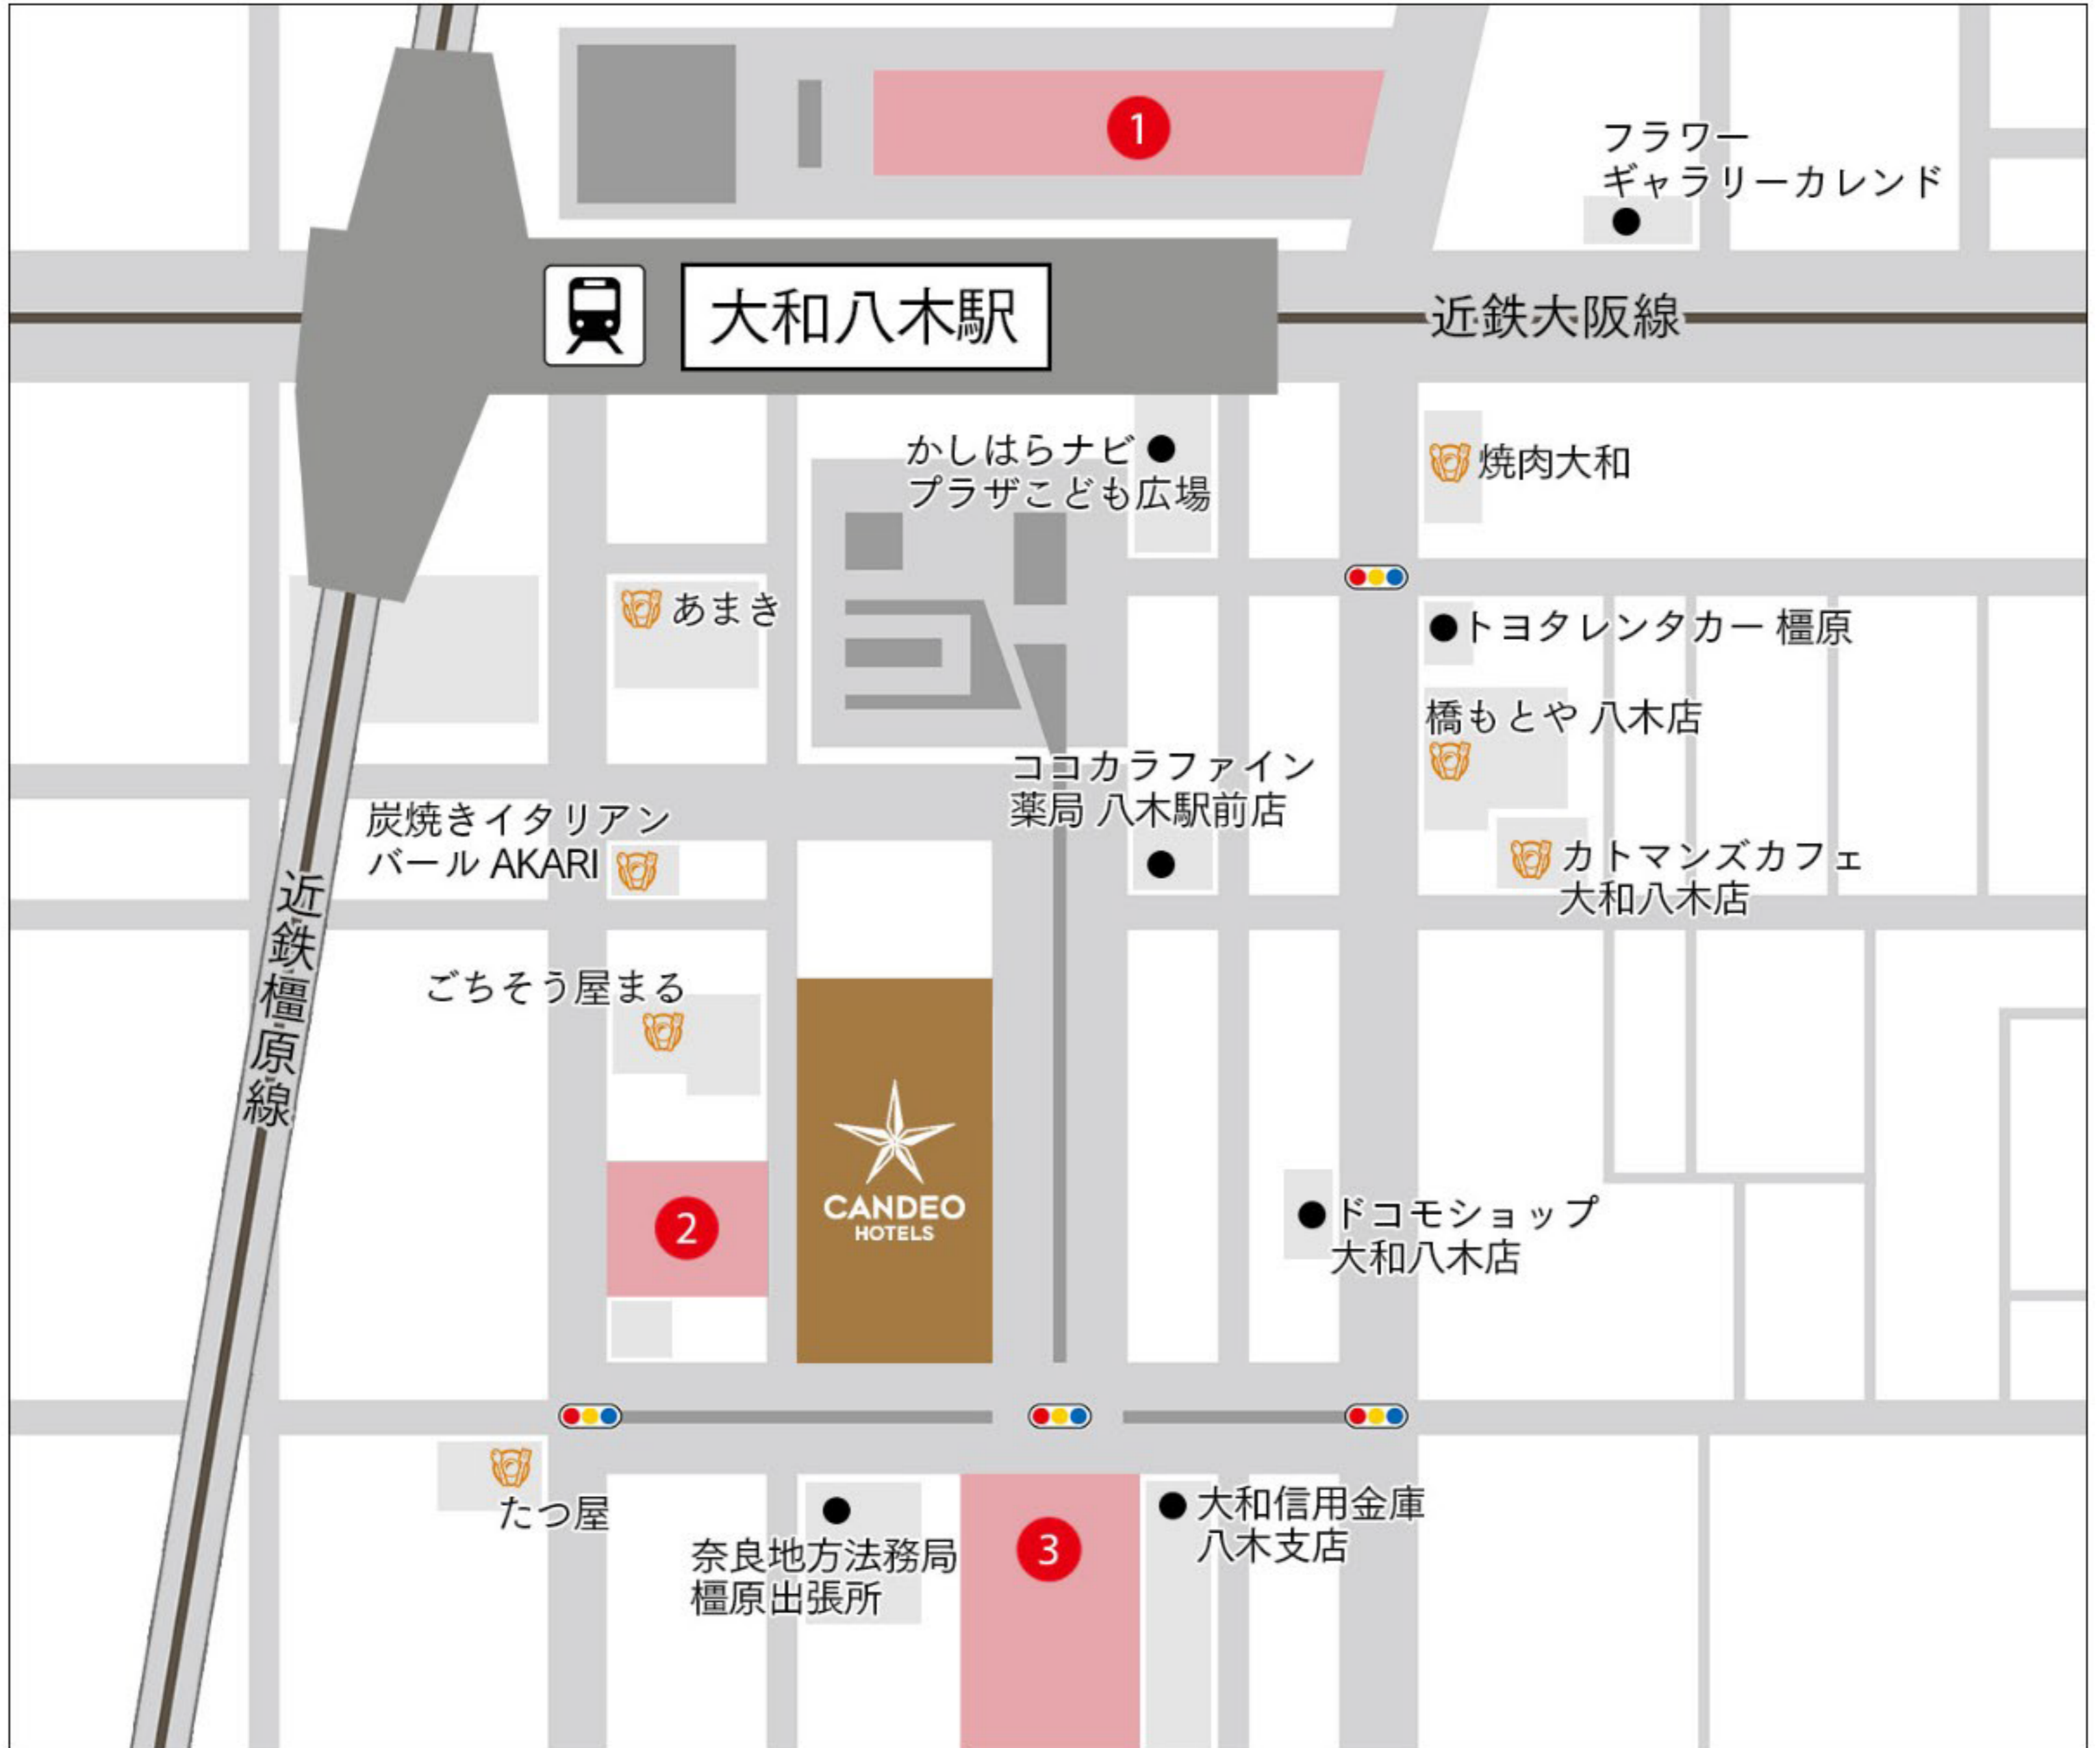 1
フラワー
ギャラリーカレンド
大和八木駅
近鉄大阪線
かしはらナビ
プラザこども広場
焼肉大和
あまき
トヨタレンタカー 橿原
橋もとや 八木店
ココカラファイン
薬局 八木駅前店
炭焼きイタリアン
バール AKARI
カトマンズカフェ
大和八木店
近鉄橿原線
ごちそう屋まる
CANDEO
HOTELS
2
ドコモショップ
大和八木店
たつ屋
奈良地方法務局
橿原出張所
3
大和信用金庫
八木支店